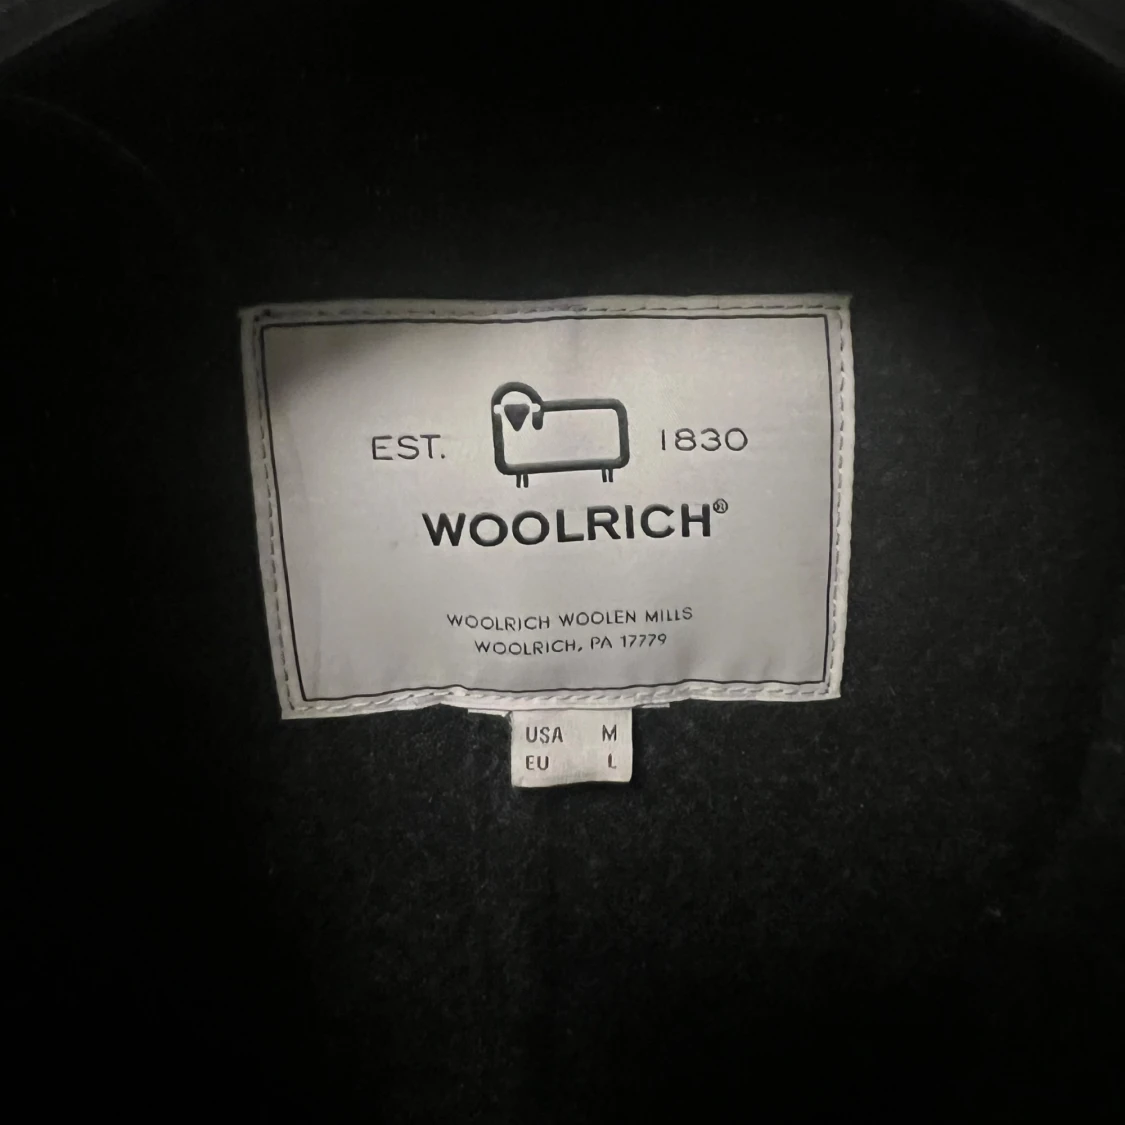 EST. 1830
WOOLRICH®
WOOLRICH WOOLEN MILLS
WOOLRICH, PA 17779
USA M
EU L